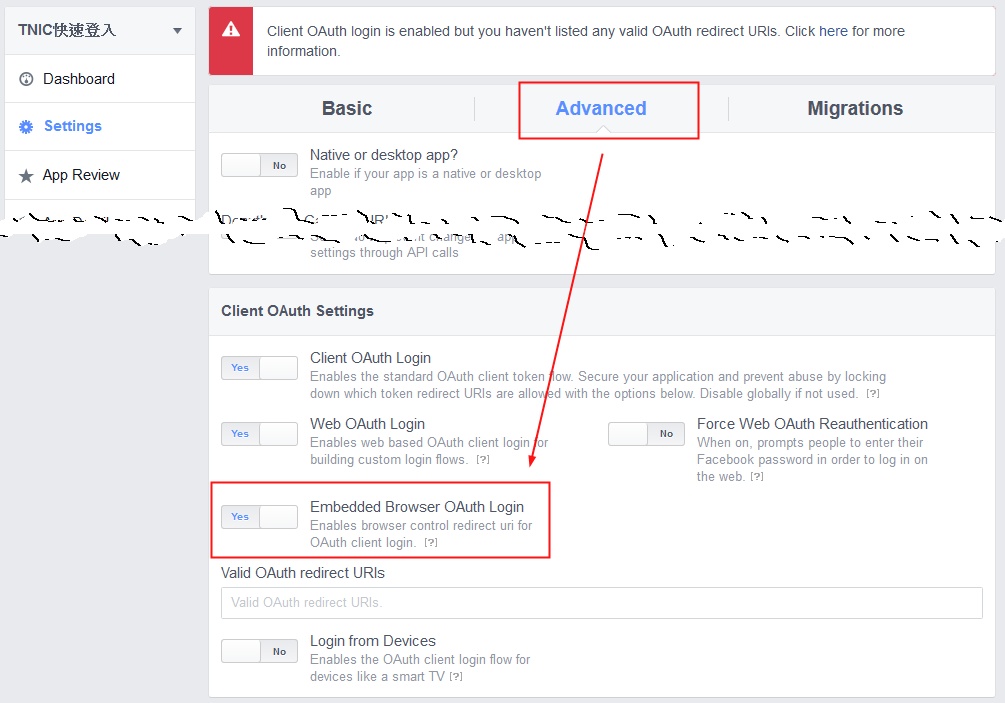 TNIC快速登入
Dashboard
Settings
App Review
Client OAuth login is enabled but you haven't listed any valid OAuth redirect URIs. Click here for more
information.
Basic
Advanced
Migrations
No
Native or desktop app?
Enable if your app is a native or desktop
app
settings through API calls
Client OAuth Settings
Yes
Client OAuth Login
Enables the standard OAuth client token flow. Secure your application and prevent abuse by locking
down which token redirect URIs are allowed with the options below. Disable globally if not used. [?]
Yes
Web OAuth Login
Enables web based OAuth client login for
building custom login flows. [?]
No
Force Web OAuth Reauthentication
When on, prompts people to enter their
Facebook password in order to log in on
the web. [?]
Yes
Embedded Browser OAuth Login
Enables browser control redirect uri for
OAuth client login. [?]
Valid OAuth redirect URIs
Valid OAuth redirect URIs.
No
Login from Devices
Enables the OAuth client login flow for
devices like a smart TV [?]